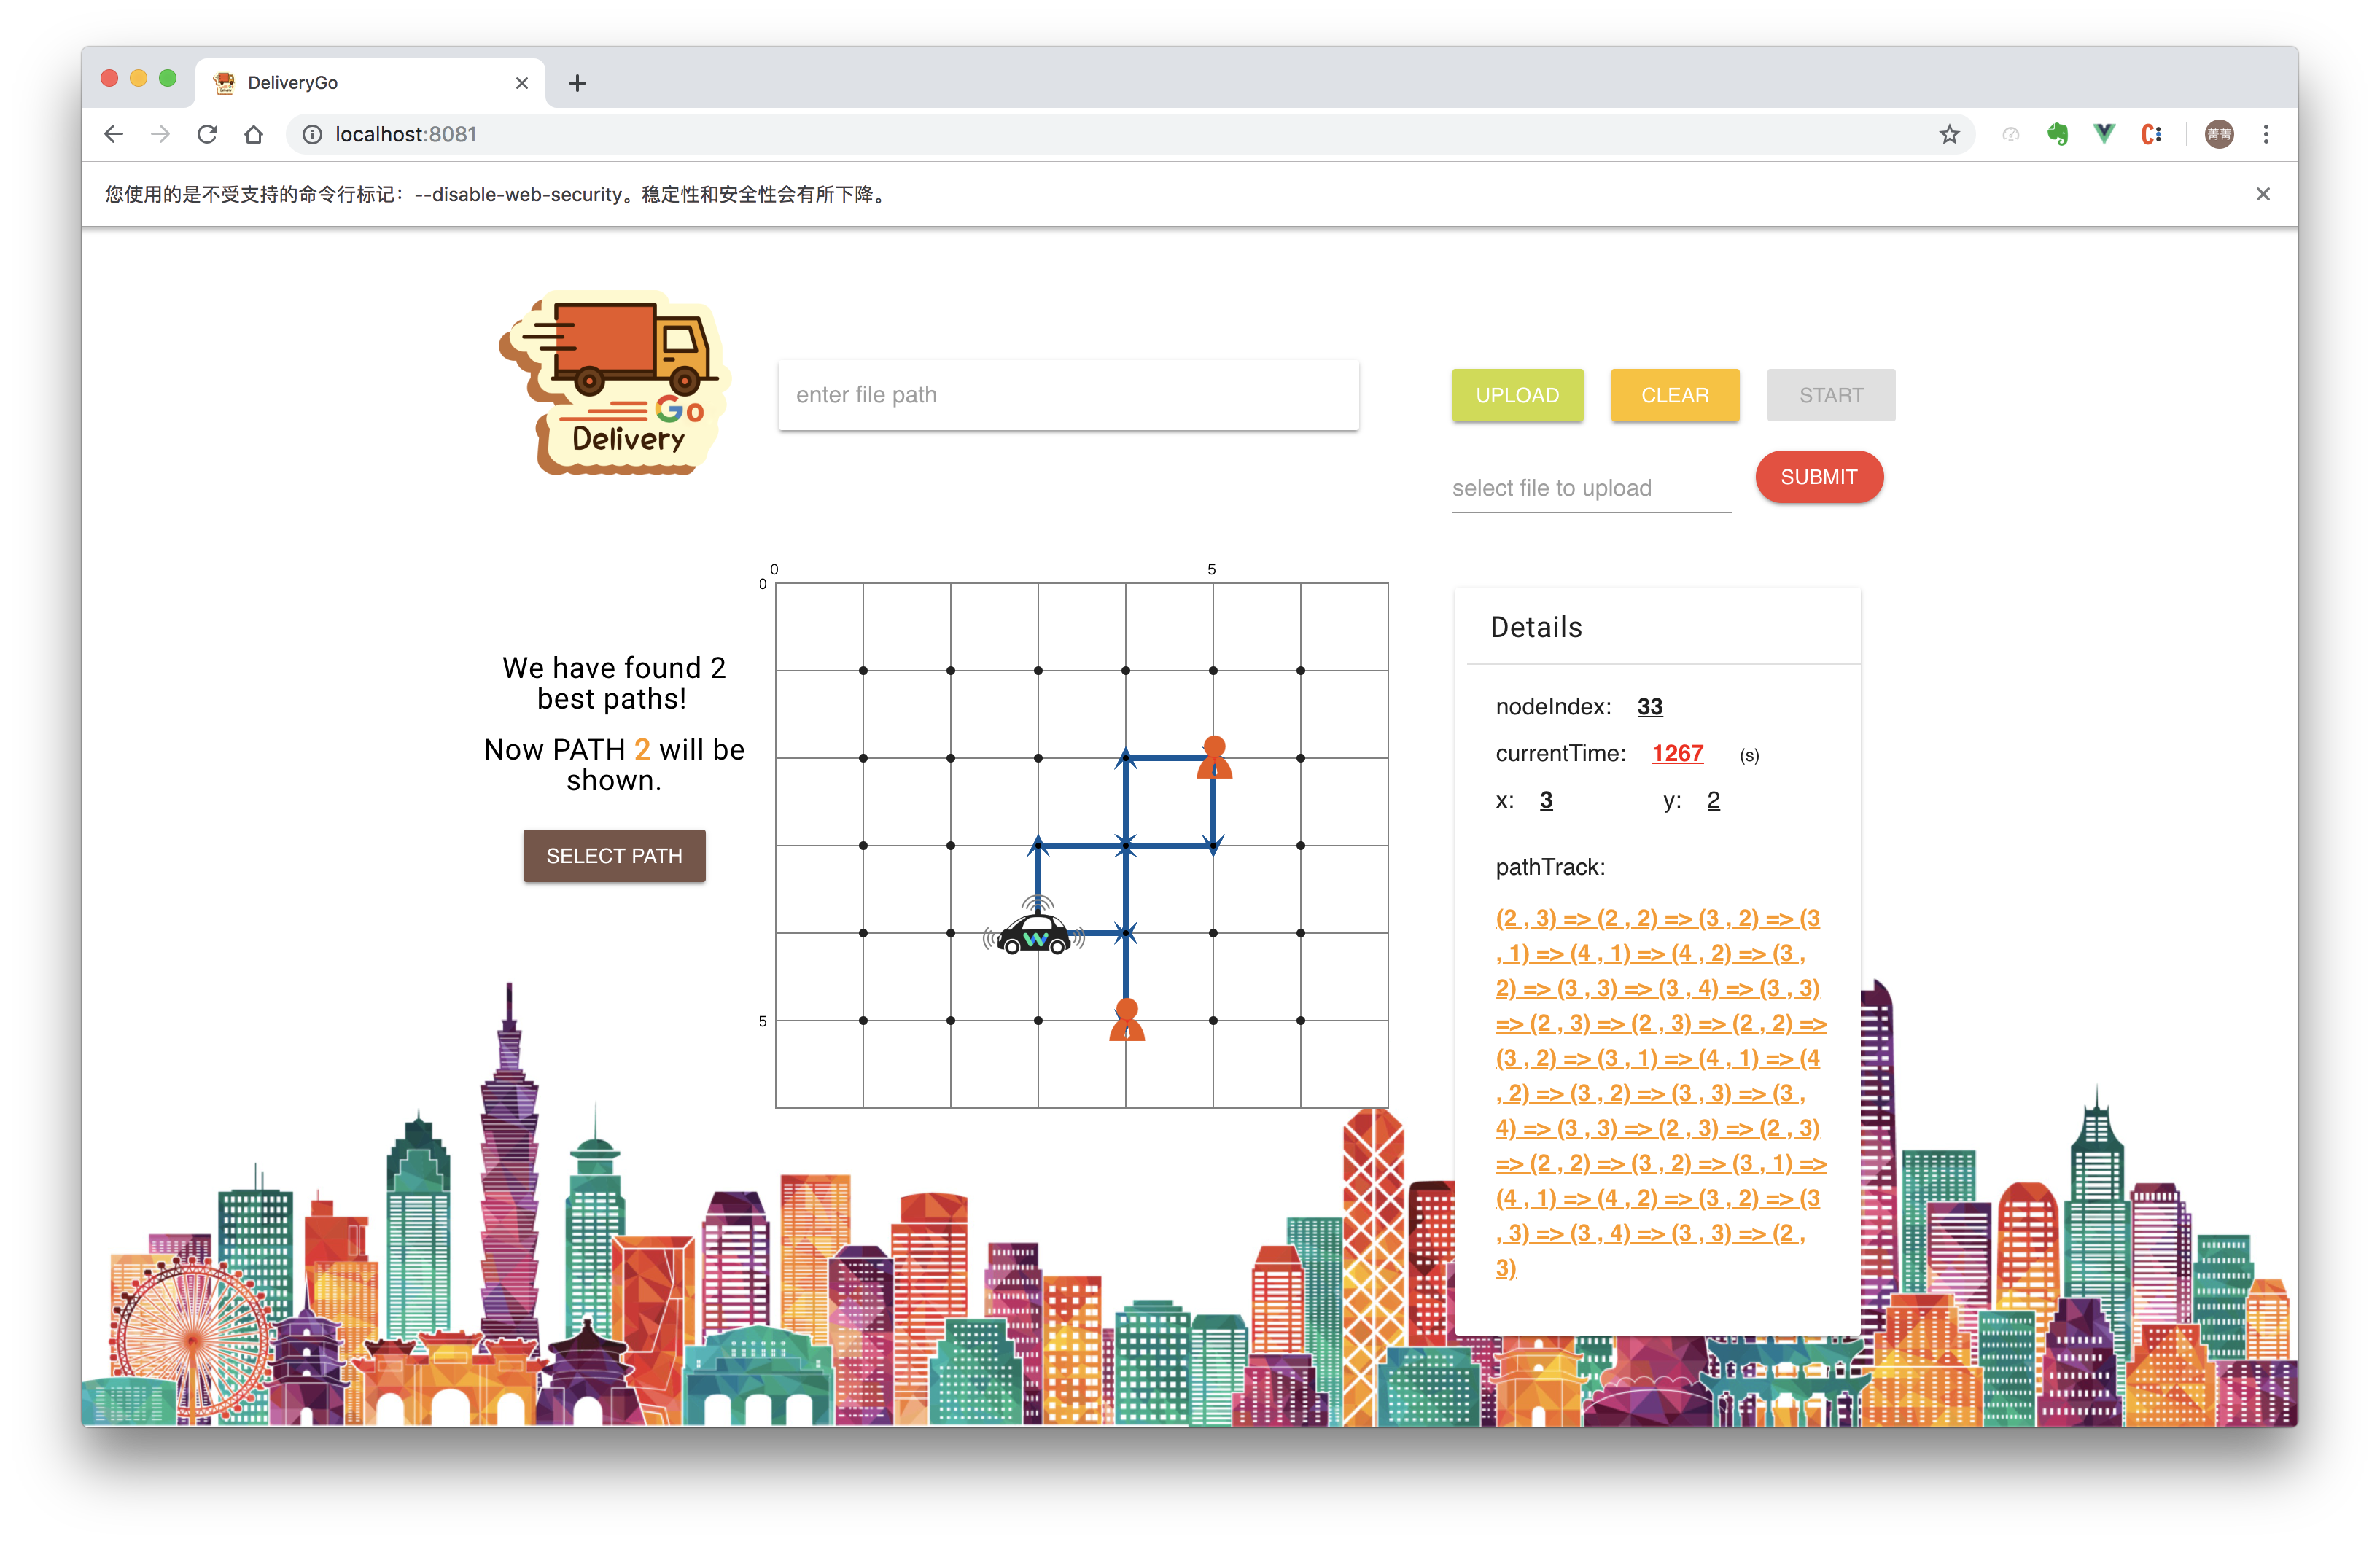 DeliveryGo
localhost:8081
菁菁
您使用的是不受支持的命令行标记：--disable-web-security。稳定性和安全性会有所下降。
Go
Delivery
enter file path
UPLOAD
CLEAR
START
select file to upload
SUBMIT
0
5
0
5
We have found 2
best paths!
Now PATH 2 will be
shown.
SELECT PATH
Details
nodeIndex: 33
currentTime: 1267 (s)
x: 3 y: 2
pathTrack:
(2 , 3) => (2 , 2) => (3 , 2) => (3
, 1) => (4 , 1) => (4 , 2) => (3 ,
2) => (3 , 3) => (3 , 4) => (3 , 3)
=> (2 , 3) => (2 , 3) => (2 , 2) =>
(3 , 2) => (3 , 1) => (4 , 1) => (4
, 2) => (3 , 2) => (3 , 3) => (3 ,
4) => (3 , 3) => (2 , 3) => (2 , 3)
=> (2 , 2) => (3 , 2) => (3 , 1) =>
(4 , 1) => (4 , 2) => (3 , 2) => (3
, 3) => (3 , 4) => (3 , 3) => (2 ,
3)